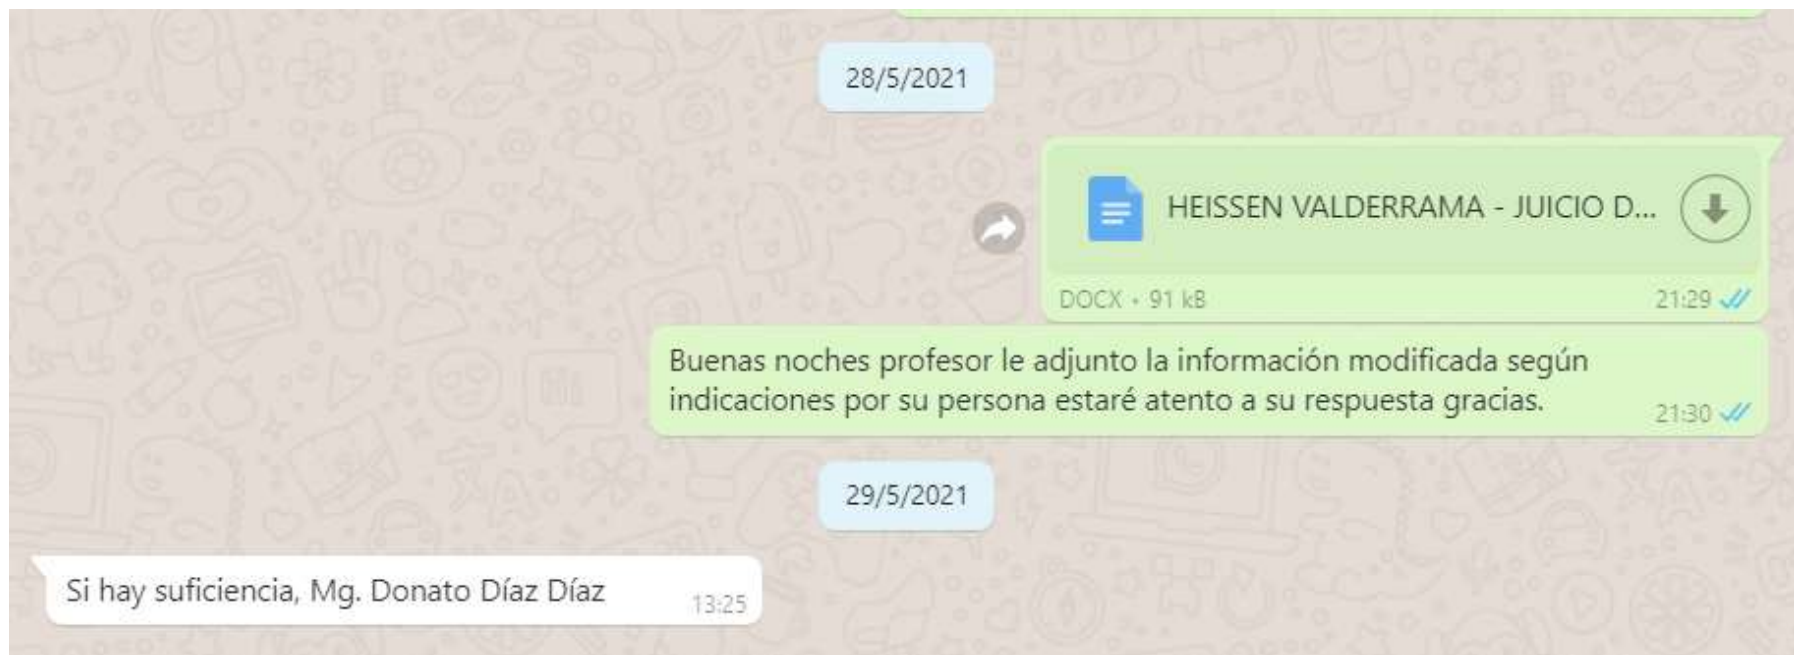 28/5/2021
HEISSEN VALDERRAMA - JUICIO D...
DOCX • 91 kB 21:29
Buenas noches profesor le adjunto la información modificada según
indicaciones por su persona estaré atento a su respuesta gracias.
21:30
29/5/2021
Si hay suficiencia, Mg. Donato Díaz Díaz
13:25